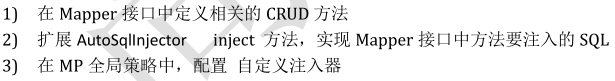 1) 在 Mapper 接口中定义相关的 CRUD 方法
2) 扩展 AutoSqlInjector inject 方法，实现 Mapper 接口中方法要注入的 SQL
3) 在 MP 全局策略中，配置 自定义注入器